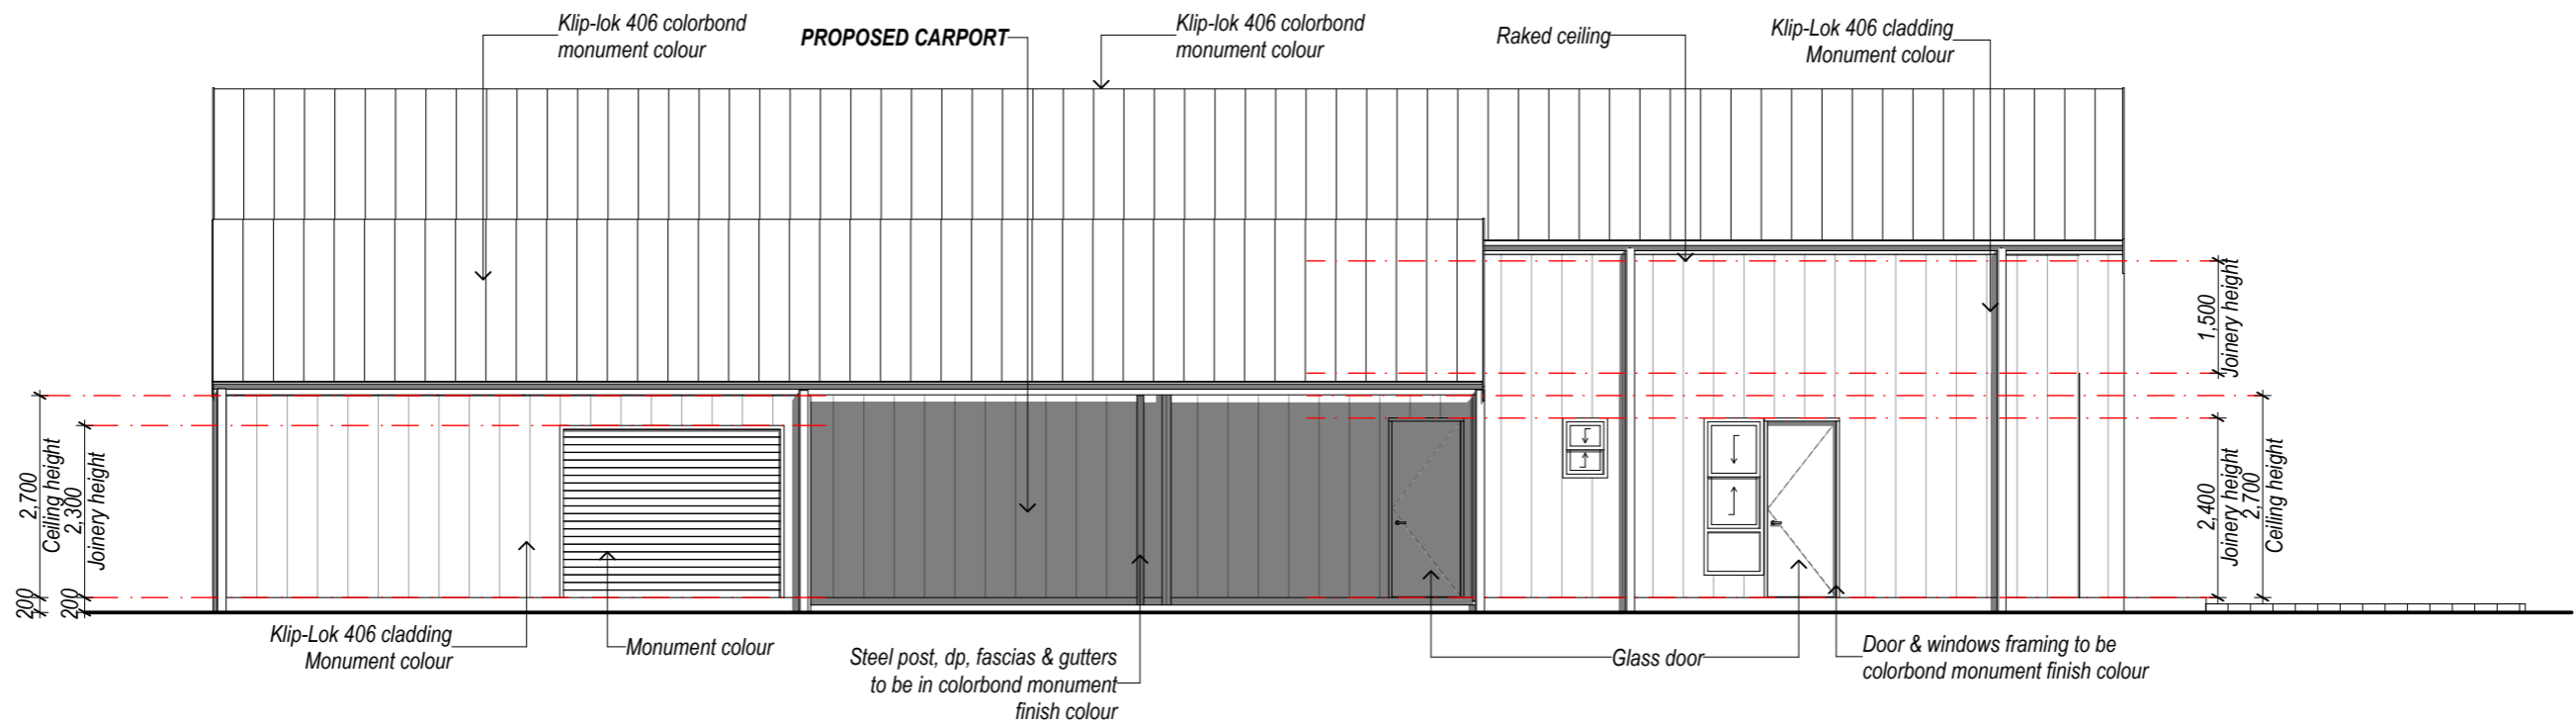 Klip-lok 406 colorbond
monument colour
PROPOSED CARPORT
Klip-lok 406 colorbond
monument colour
Raked ceiling
Klip-Lok 406 cladding
Monument colour
2,700
Ceiling height
2,300
Joinery height
200
200
1,500
Joinery height
2,400
Joinery height
2,700
Ceiling height
Klip-Lok 406 cladding
Monument colour
Monument colour
Steel post, dp, fascias & gutters
to be in colorbond monument
finish colour
Glass door
Door & windows framing to be
colorbond monument finish colour